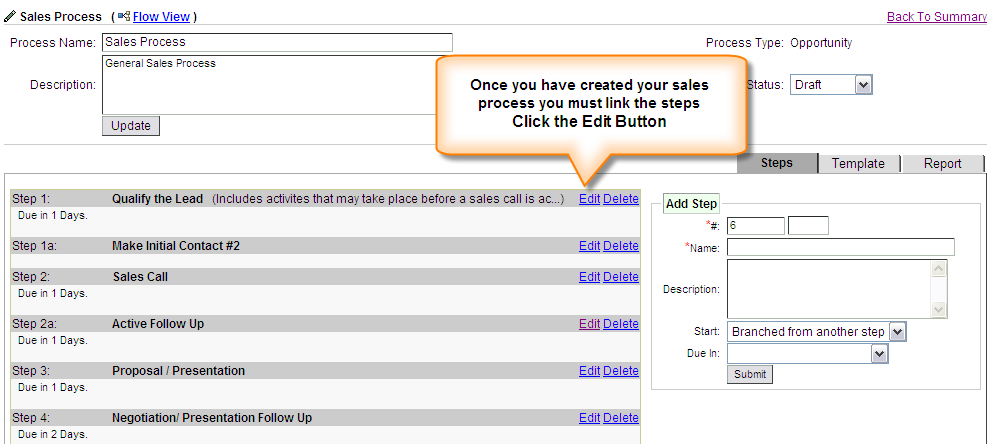 Sales Process ( Flow View ) Back To Summary
Process Name: Sales Process Process Type: Opportunity
Description: General Sales Process Status: Draft
Update
Once you have created your sales
process you must link the steps
Click the Edit Button
Steps Template Report
Step 1: Qualify the Lead (Includes activites that may take place before a sales call is ac...) Edit Delete
Due in 1 Days.
Step 1a: Make Initial Contact #2 Edit Delete
Step 2: Sales Call Edit Delete
Due in 1 Days.
Step 2a: Active Follow Up Edit Delete
Due in 1 Days.
Step 3: Proposal / Presentation Edit Delete
Due in 1 Days.
Step 4: Negotiation/ Presentation Follow Up Edit Delete
Due in 2 Days.
Add Step
*#: 6
*Name:
Description:
Start: Branched from another step
Due In:
Submit